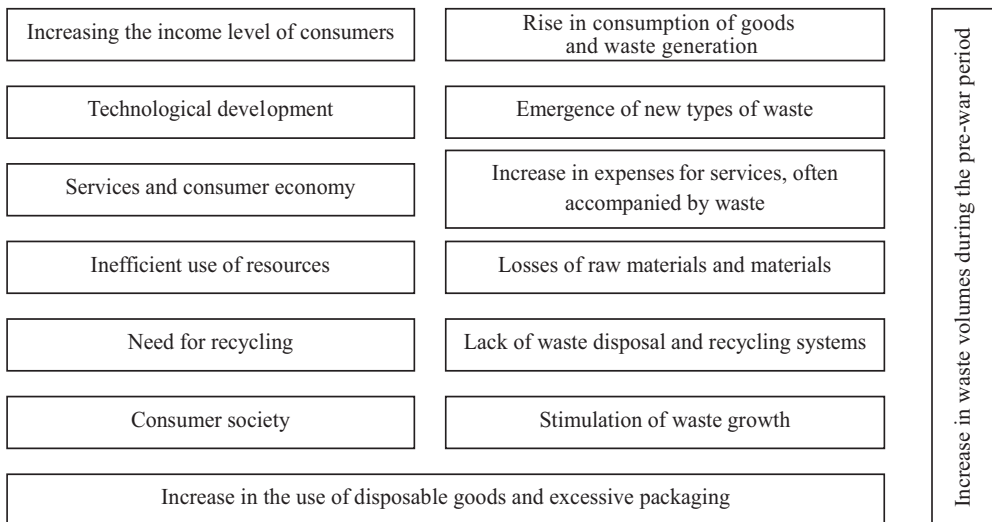 Increasing the income level of consumers
Rise in consumption of goods
and waste generation
Technological development
Emergence of new types of waste
Services and consumer economy
Increase in expenses for services, often
accompanied by waste
Inefficient use of resources
Losses of raw materials and materials
Need for recycling
Lack of waste disposal and recycling systems
Consumer society
Stimulation of waste growth
Increase in the use of disposable goods and excessive packaging
Increase in waste volumes during the pre-war period